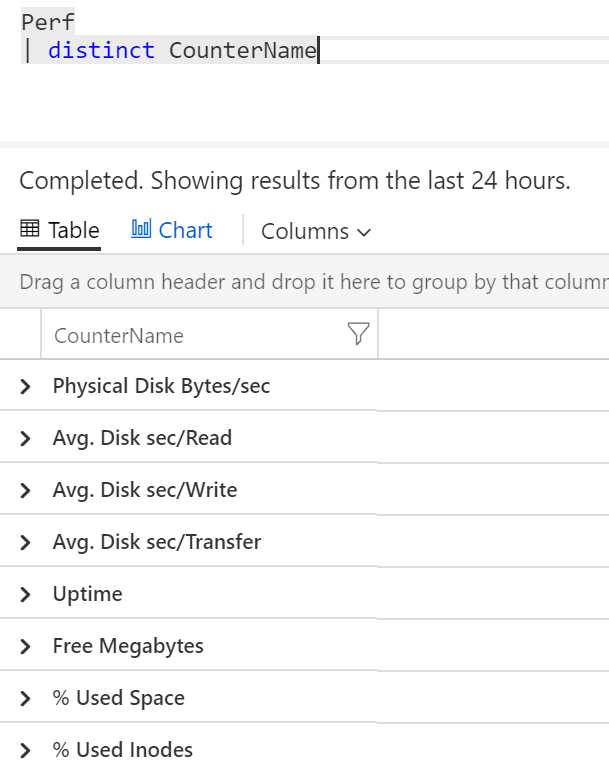 Perf
| distinct CounterName
Completed. Showing results from the last 24 hours.
Table Chart Columns
Drag a column header and drop it here to group by that column
CounterName
Physical Disk Bytes/sec
Avg. Disk sec/Read
Avg. Disk sec/Write
Avg. Disk sec/Transfer
Uptime
Free Megabytes
% Used Space
% Used Inodes